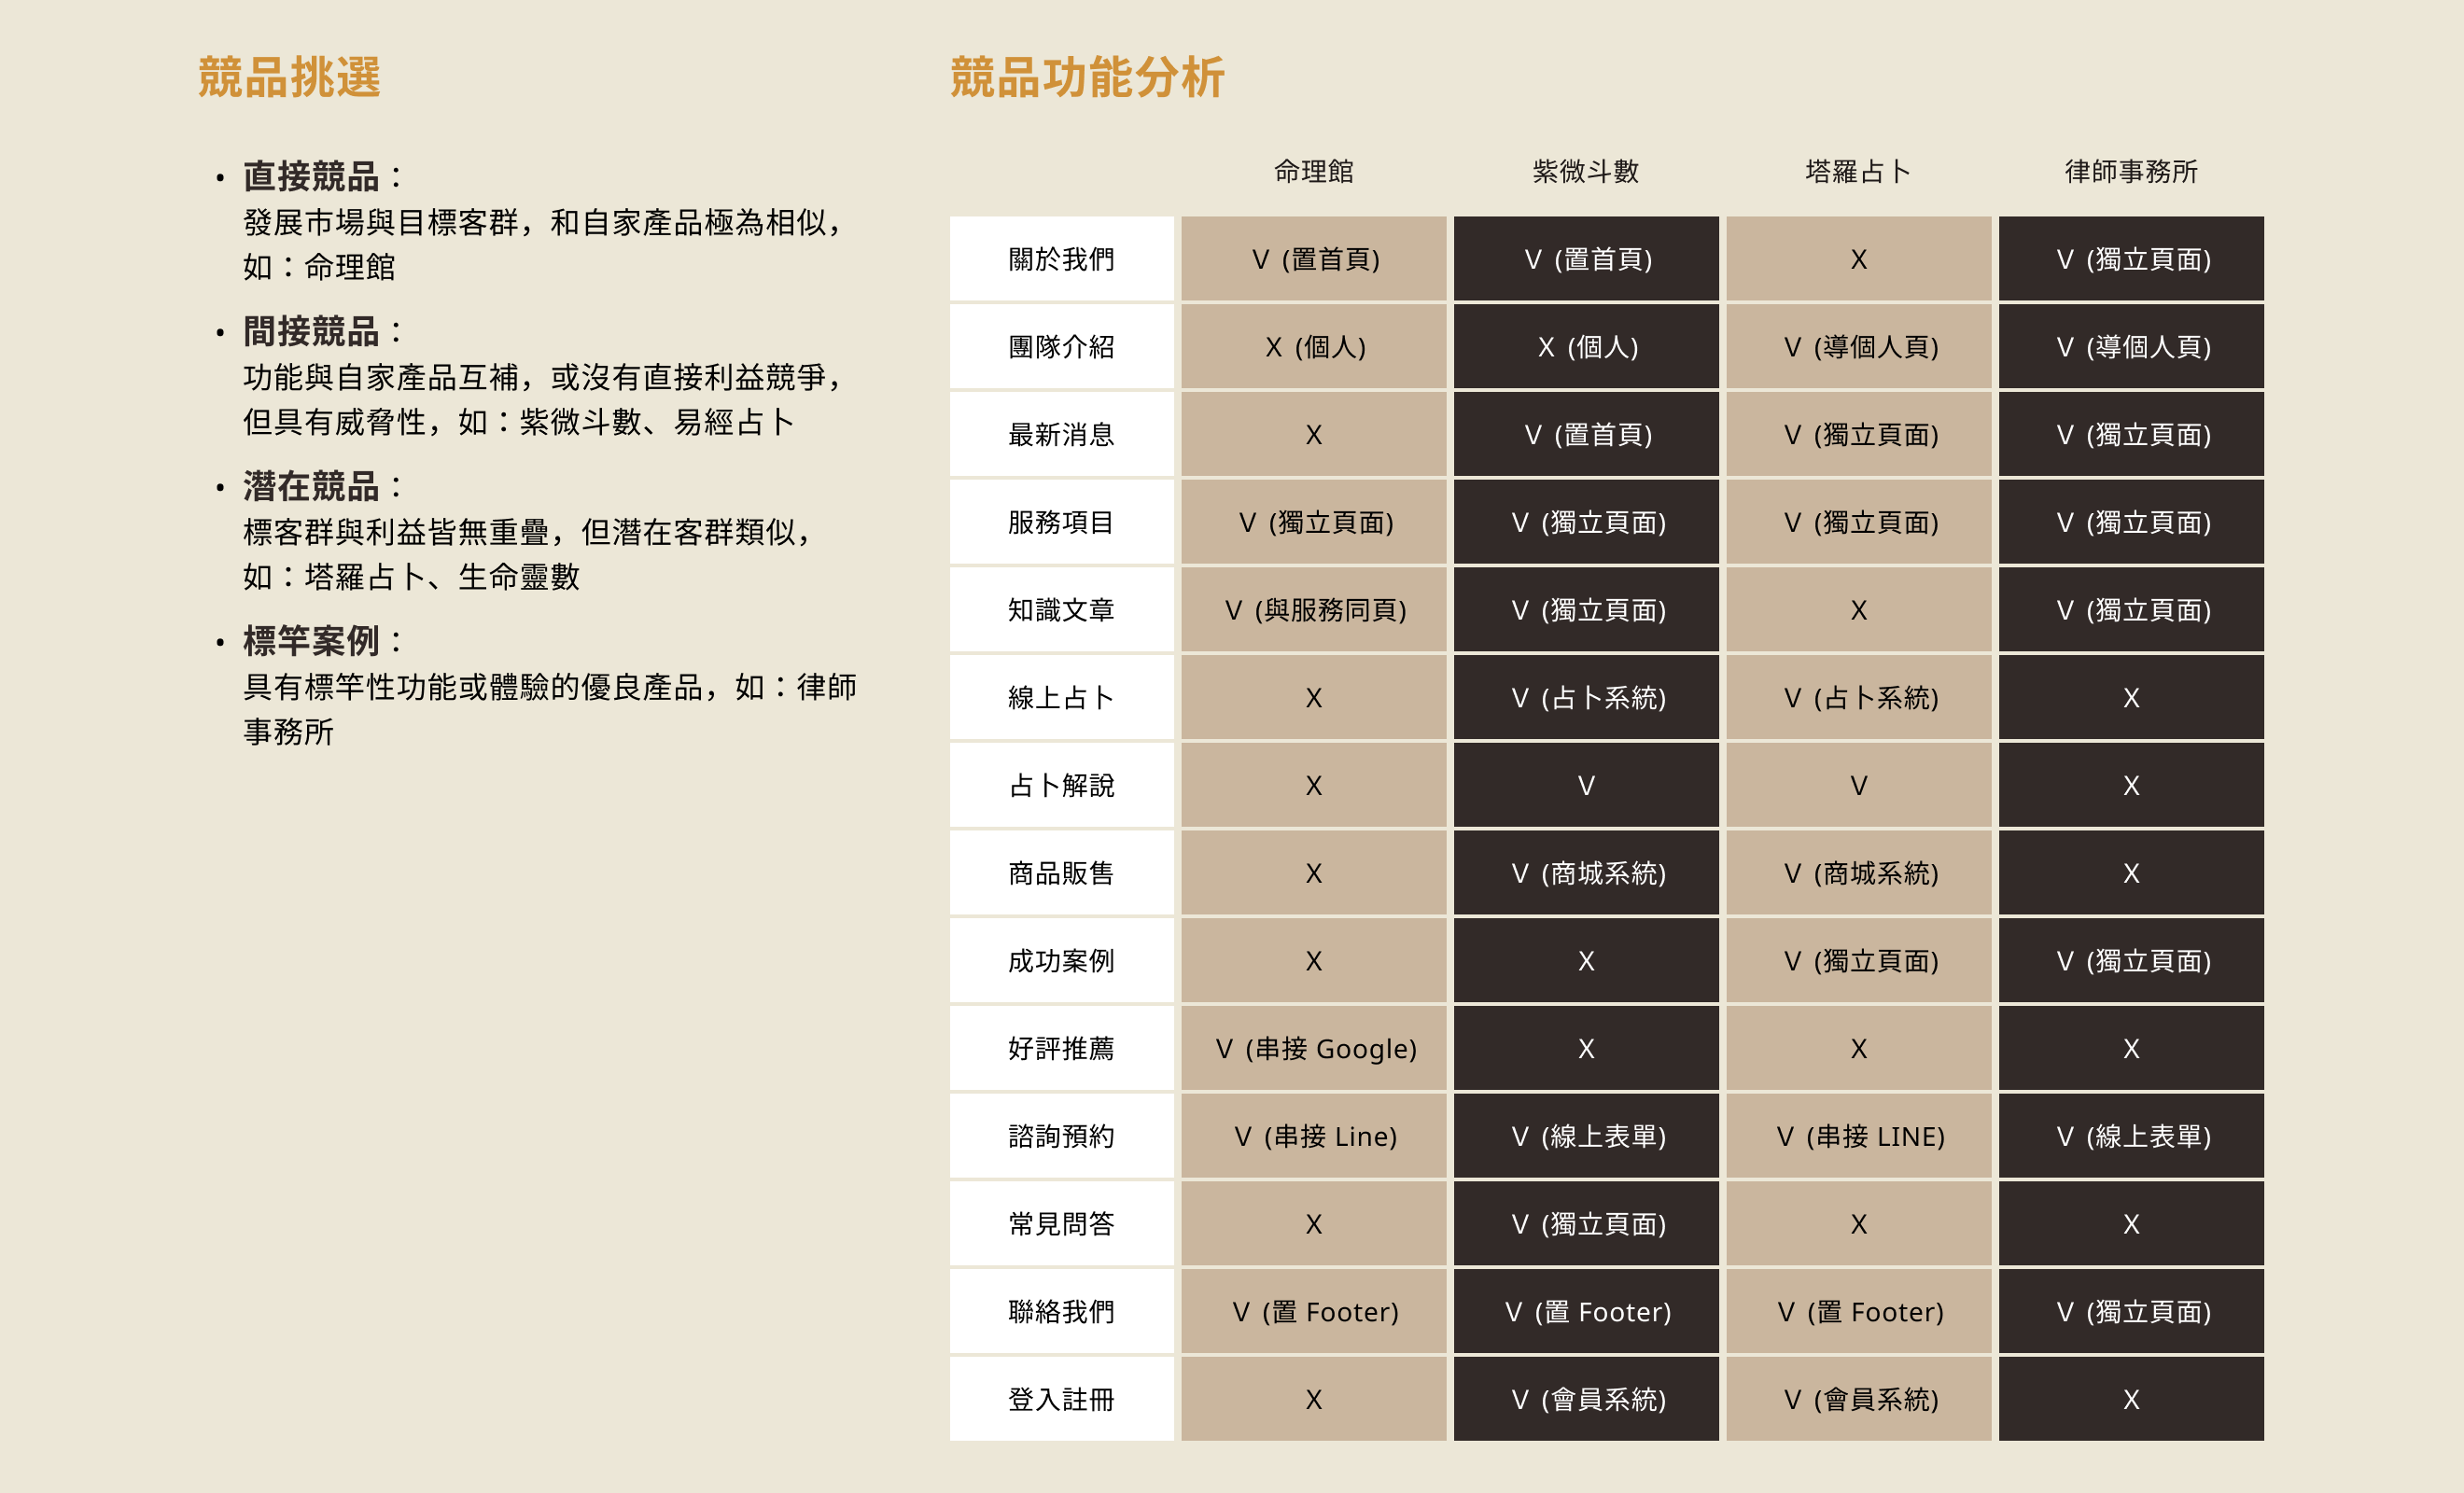 競品挑選
• 直接競品：
發展市場與目標客群，和自家產品極為相似，
如：命理館
• 間接競品：
功能與自家產品互補，或沒有直接利益競爭，
但具有威脅性，如：紫微斗數、易經占卜
• 潛在競品：
標客群與利益皆無重疊，但潛在客群類似，
如：塔羅占卜、生命靈數
• 標竿案例：
具有標竿性功能或體驗的優良產品，如：律師
事務所
競品功能分析
命理館 紫微斗數 塔羅占卜 律師事務所
關於我們 V (置首頁) V (置首頁) X V (獨立頁面)
團隊介紹 X (個人) X (個人) V (導個人頁) V (導個人頁)
最新消息 X V (置首頁) V (獨立頁面) V (獨立頁面)
服務項目 V (獨立頁面) V (獨立頁面) V (獨立頁面) V (獨立頁面)
知識文章 V (與服務同頁) V (獨立頁面) X V (獨立頁面)
線上占卜 X V (占卜系統) V (占卜系統) X
占卜解說 X V V X
商品販售 X V (商城系統) V (商城系統) X
成功案例 X X V (獨立頁面) V (獨立頁面)
好評推薦 V (串接 Google) X X X
諮詢預約 V (串接 Line) V (線上表單) V (串接 LINE) V (線上表單)
常見問答 X V (獨立頁面) X X
聯絡我們 V (置 Footer) V (置 Footer) V (置 Footer) V (獨立頁面)
登入註冊 X V (會員系統) V (會員系統) X